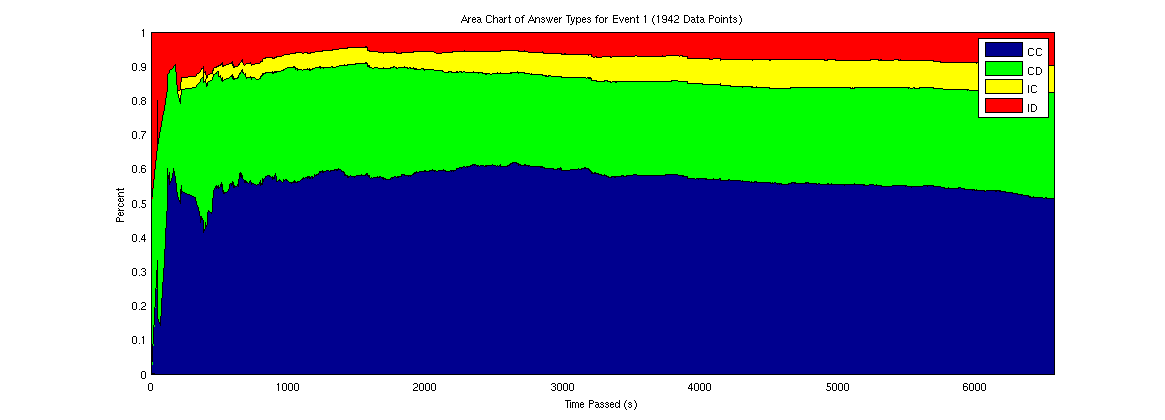 Area Chart of Answer Types for Event 1 (1942 Data Points)
1
0.9
0.8
0.7
0.6
0.5
0.4
0.3
0.2
0.1
0
Percent
CC
CD
IC
ID
0 1000 2000 3000 4000 5000 6000
Time Passed (s)